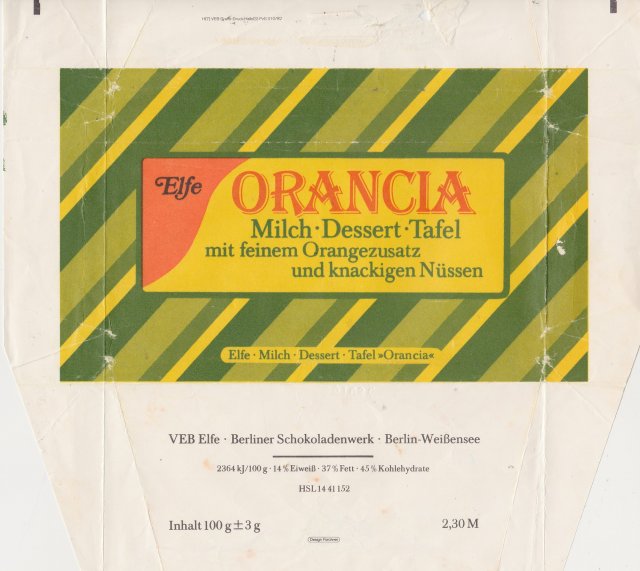 Elfe
ORANCIA
Milch · Dessert · Tafel
mit feinem Orangezusatz
und knackigen Nüssen
Elfe · Milch · Dessert · Tafel »Orancia«
VEB Elfe · Berliner Schokoladenwerk · Berlin-Weißensee
2364 kJ/100 g · 14 % Eiweiß · 37 % Fett · 45 % Kohlehydrate
HSL 14 41 152
Inhalt 100 g ± 3 g
2,30 M